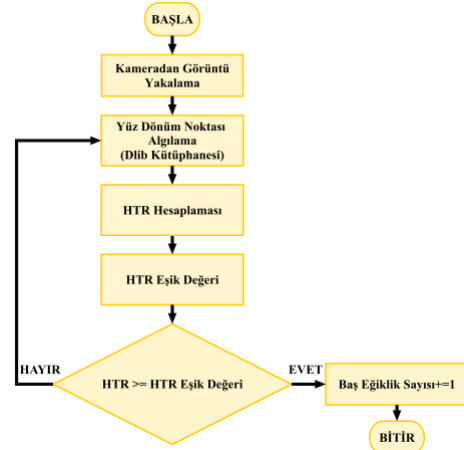 BAŞLA
Kameradan Görüntü
Yakalama
Yüz Dönüm Noktası
Algılama
(Dlib Kütüphanesi)
HTR Hesaplaması
HTR Eşik Değeri
HAYIR
HTR >= HTR Eşik Değeri
EVET
Baş Eğiklik Sayısı+=1
BİTİR